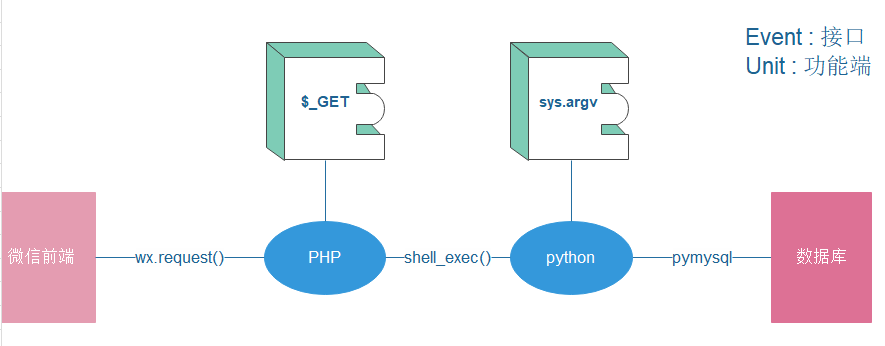 Event : 接口
Unit : 功能端
$_GET
sys.argv
微信前端
wx.request()
PHP
shell_exec()
python
pymysql
数据库